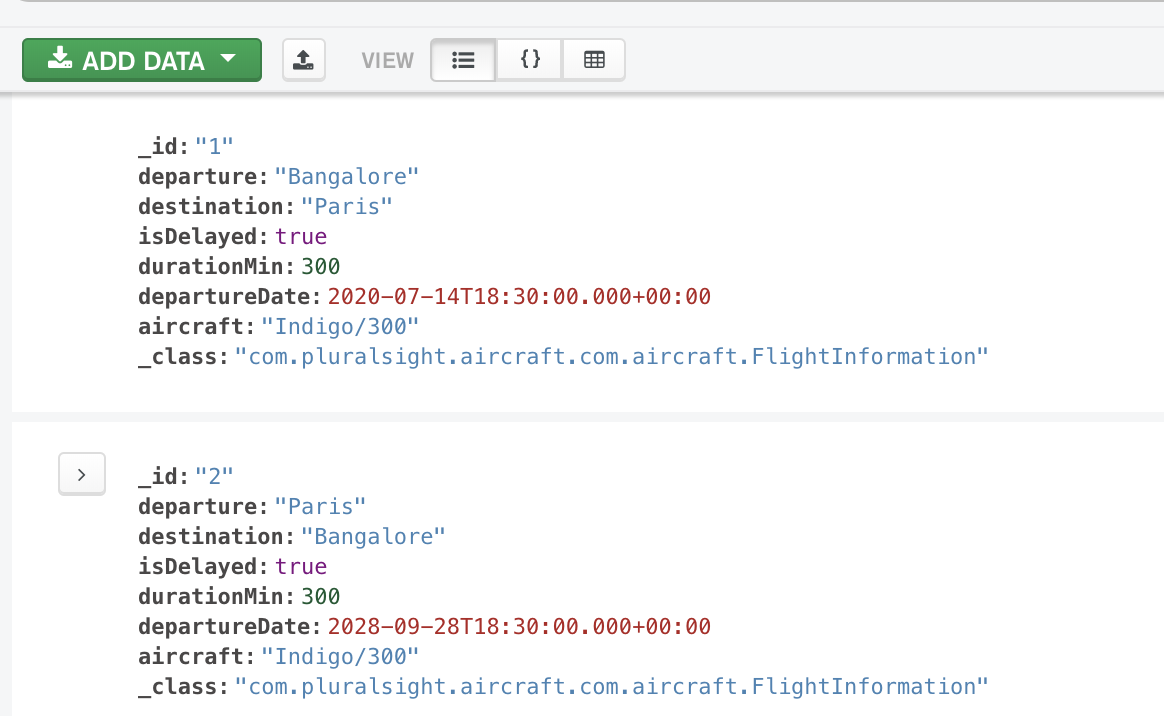 ADD DATA VIEW {}
_id: "1"
departure: "Bangalore"
destination: "Paris"
isDelayed: true
durationMin: 300
departureDate: 2020-07-14T18:30:00.000+00:00
aircraft: "Indigo/300"
_class: "com.pluralsight.aircraft.com.aircraft.FlightInformation"
_id: "2"
departure: "Paris"
destination: "Bangalore"
isDelayed: true
durationMin: 300
departureDate: 2028-09-28T18:30:00.000+00:00
aircraft: "Indigo/300"
_class: "com.pluralsight.aircraft.com.aircraft.FlightInformation"